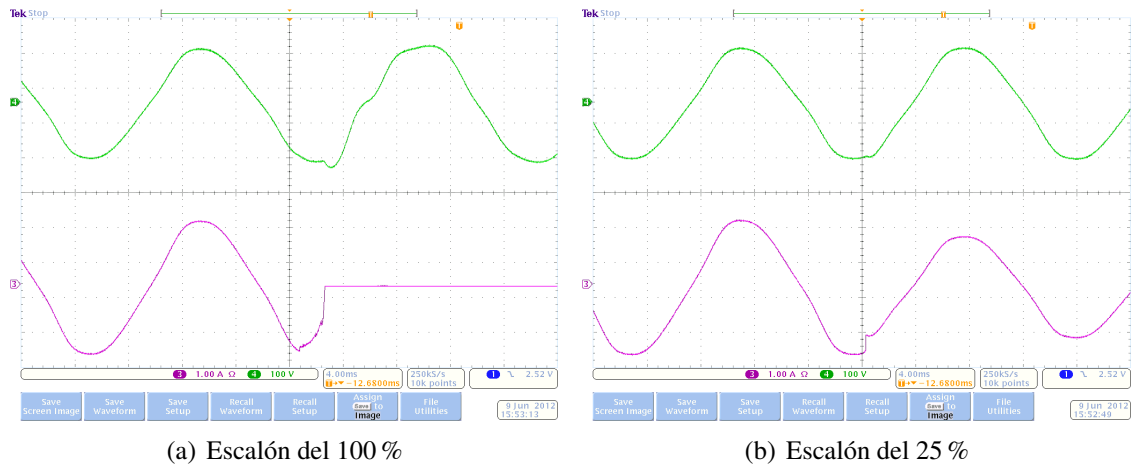 Tek Stop
T
T
4
3
3 1.00 A Ω 4 100 V
4.00ms
T→▼ −12.6800ms
250kS/s
10k points
1 2.52 V
Save
Screen Image
Save
Waveform
Save
Setup
Recall
Waveform
Recall
Setup
Assign
Save to
Image
File
Utilities
9 Jun 2012
15:53:13
(a) Escalón del 100 %
Tek Stop
T
T
4
3
3 1.00 A Ω 4 100 V
4.00ms
T→▼ −12.6800ms
250kS/s
10k points
1 2.52 V
Save
Screen Image
Save
Waveform
Save
Setup
Recall
Waveform
Recall
Setup
Assign
Save to
Image
File
Utilities
9 Jun 2012
15:52:49
(b) Escalón del 25 %